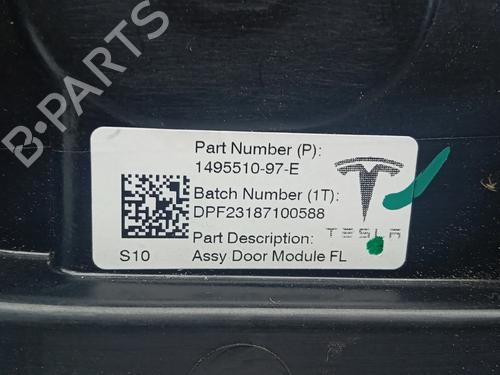 Part Number (P):
1495510-97-E
Batch Number (1T):
DPF23187100588
Part Description:
TESLA
S10
Assy Door Module FL
B-PARTS